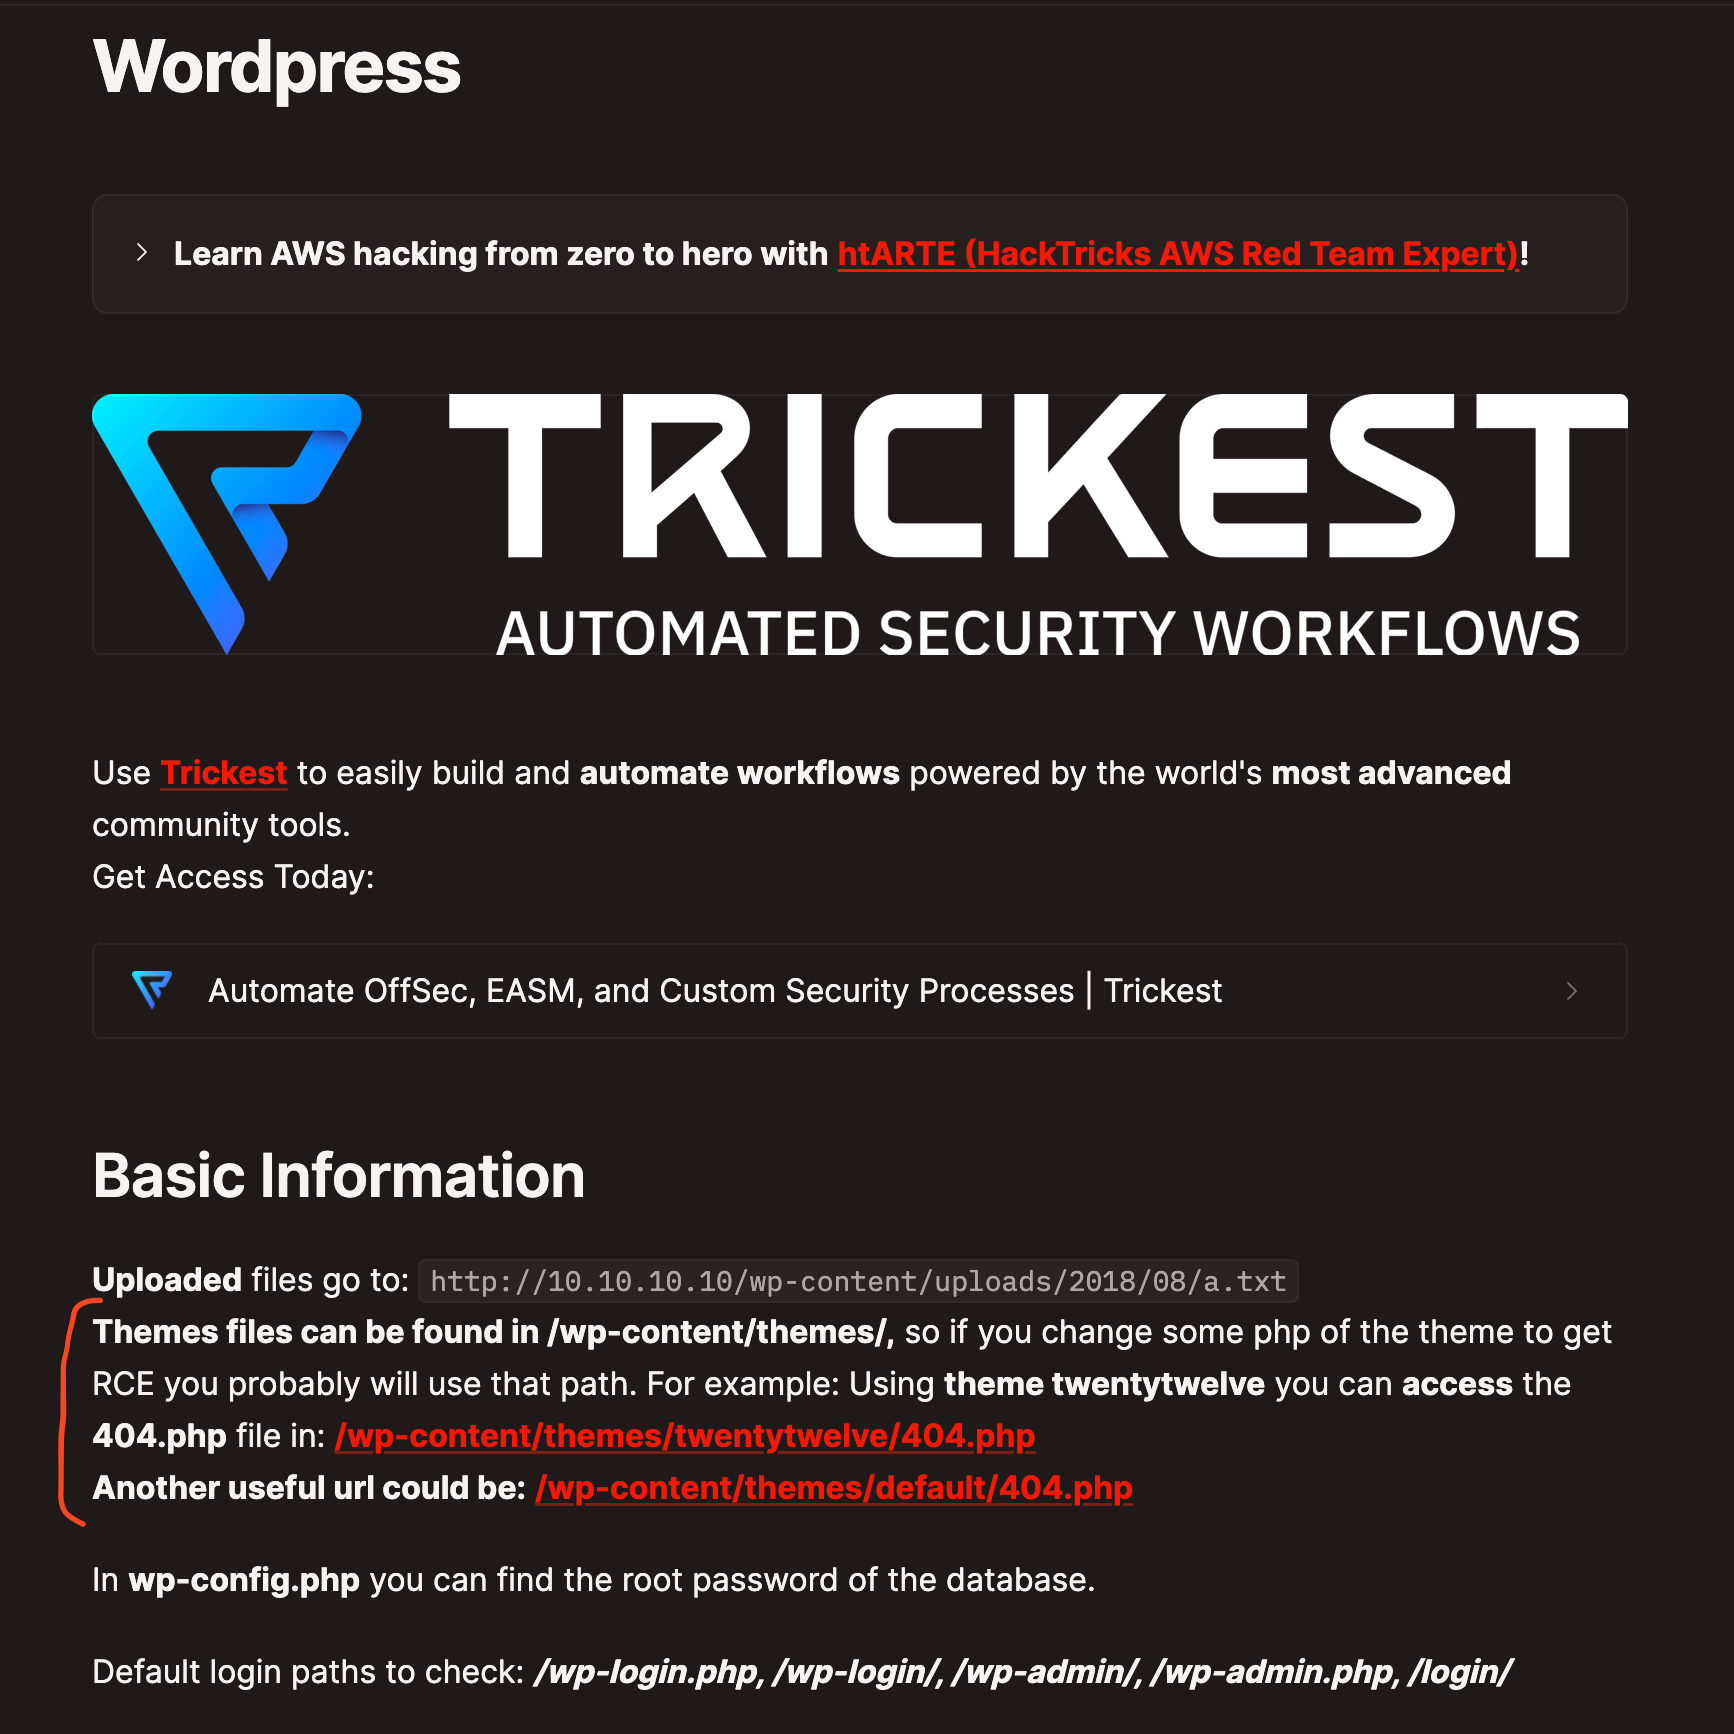 Wordpress
Learn AWS hacking from zero to hero with htARTE (HackTricks AWS Red Team Expert)!
TRICKEST
AUTOMATED SECURITY WORKFLOWS
Use Trickest to easily build and automate workflows powered by the world's most advanced
community tools.
Get Access Today:
Automate OffSec, EASM, and Custom Security Processes | Trickest
Basic Information
Uploaded files go to: http://10.10.10.10/wp-content/uploads/2018/08/a.txt
Themes files can be found in /wp-content/themes/, so if you change some php of the theme to get
RCE you probably will use that path. For example: Using theme twentytwelve you can access the
404.php file in: /wp-content/themes/twentytwelve/404.php
Another useful url could be: /wp-content/themes/default/404.php
In wp-config.php you can find the root password of the database.
Default login paths to check: /wp-login.php, /wp-login/, /wp-admin/, /wp-admin.php, /login/